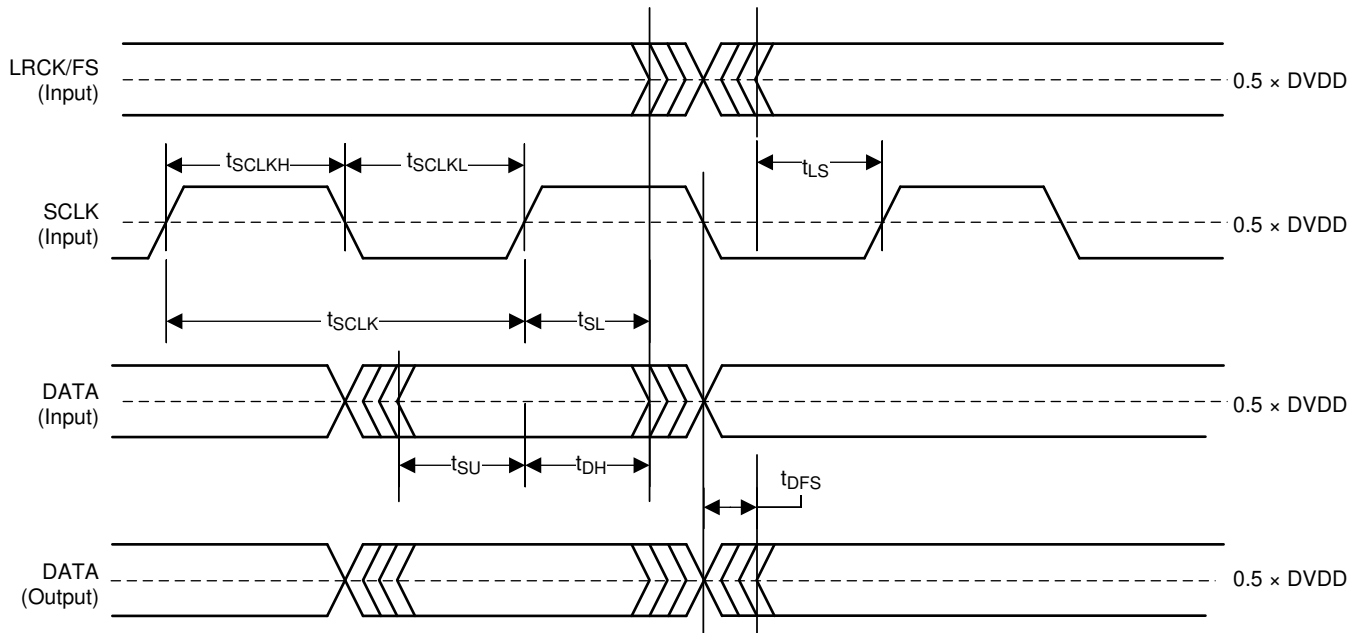 LRCK/FS
(Input)
0.5 × DVDD
tSCLKH
tSCLKL
tLS
SCLK
(Input)
0.5 × DVDD
tSCLK
tSL
DATA
(Input)
0.5 × DVDD
tSU
tDH
tDFS
DATA
(Output)
0.5 × DVDD